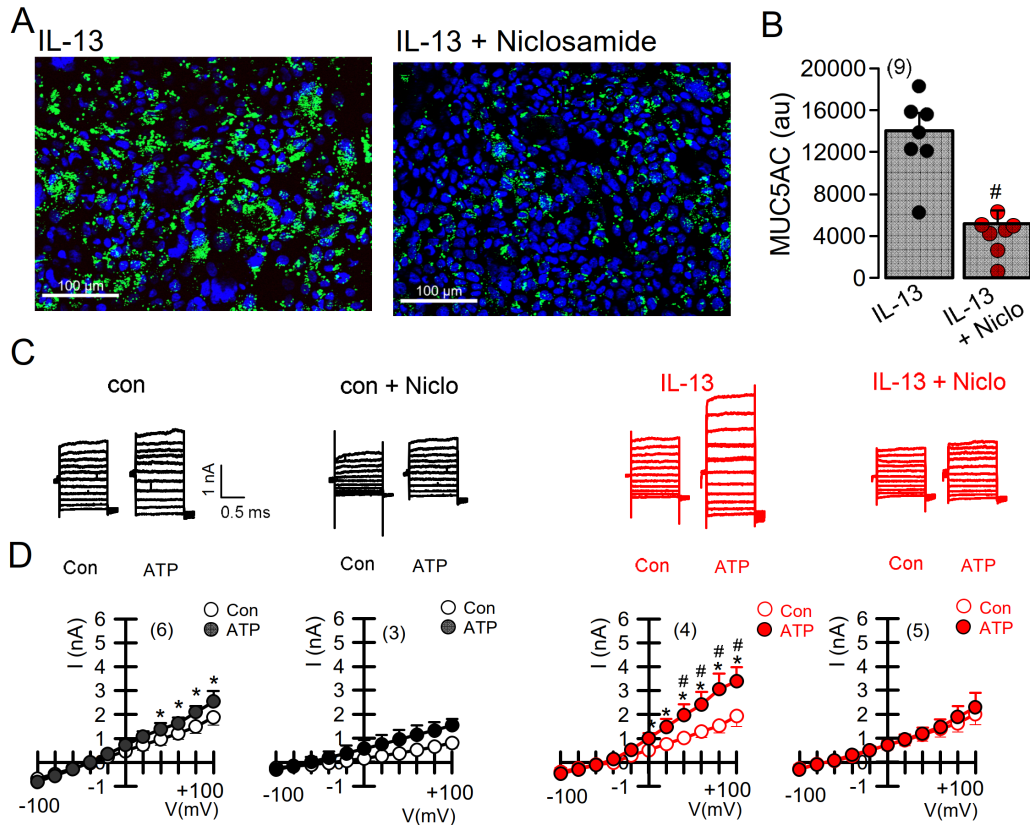 A
IL-13
IL-13 + Niclosamide
100 µm
100 µm
B
(9)
MUC5AC (au)
20000
16000
12000
8000
4000
0
#
IL-13
IL-13
+ Niclo
C
con
con + Niclo
IL-13
IL-13 + Niclo
1 nA
0.5 ms
Con
ATP
Con
ATP
Con
ATP
Con
ATP
D
I (nA)
6
5
4
3
2
1
0
(6)
Con
ATP
* * * *
-100
-1
+100
V(mV)
I (nA)
6
5
4
3
2
1
0
(3)
Con
ATP
-100
-1
+100
V(mV)
I (nA)
6
5
4
3
2
1
0
(4)
Con
ATP
# # # #
* * * * * *
-100
-1
+100
V(mV)
I (nA)
6
5
4
3
2
1
0
(5)
Con
ATP
-100
-1
+100
V(mV)